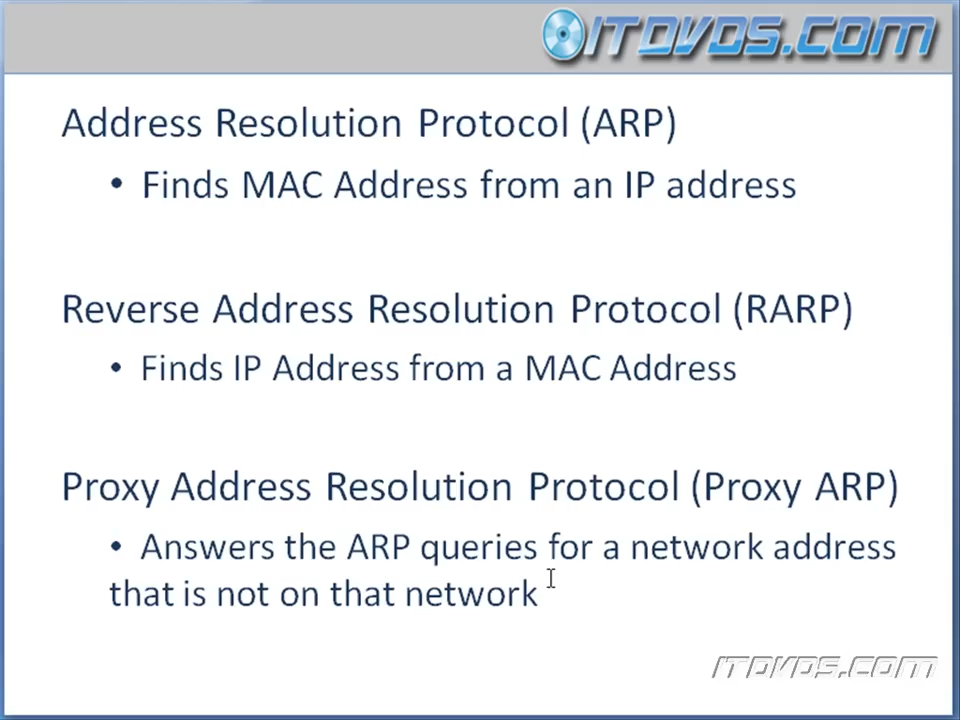 ITDVDS.COM
Address Resolution Protocol (ARP)
• Finds MAC Address from an IP address
Reverse Address Resolution Protocol (RARP)
• Finds IP Address from a MAC Address
Proxy Address Resolution Protocol (Proxy ARP)
• Answers the ARP queries for a network address
that is not on that network
ITDVDS.COM